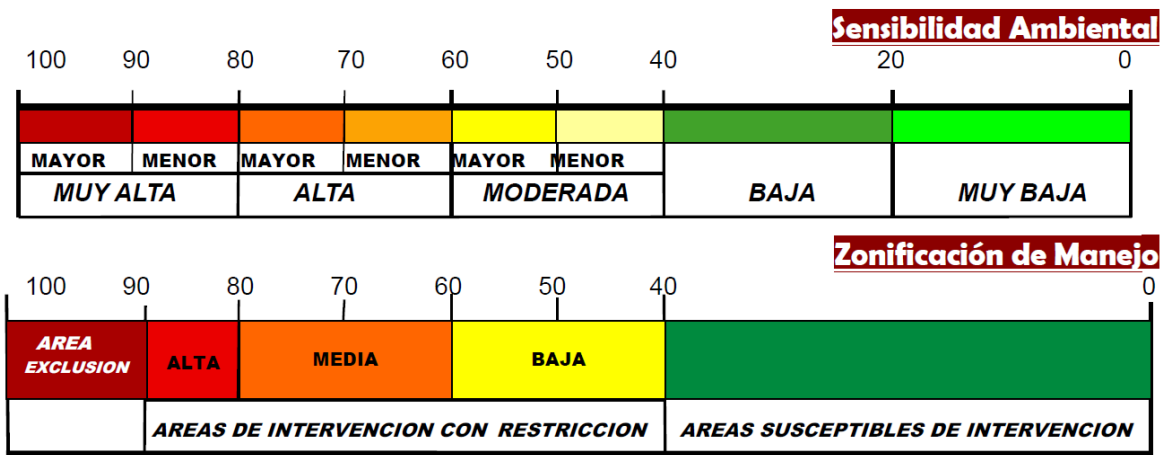 Sensibilidad Ambiental
100 90 80 70 60 50 40 20 0
MAYOR MENOR MAYOR MENOR MAYOR MENOR
MUY ALTA ALTA MODERADA BAJA MUY BAJA
Zonificación de Manejo
100 90 80 70 60 50 40 0
AREA
EXCLUSION ALTA MEDIA BAJA
AREAS DE INTERVENCION CON RESTRICCION AREAS SUSCEPTIBLES DE INTERVENCION